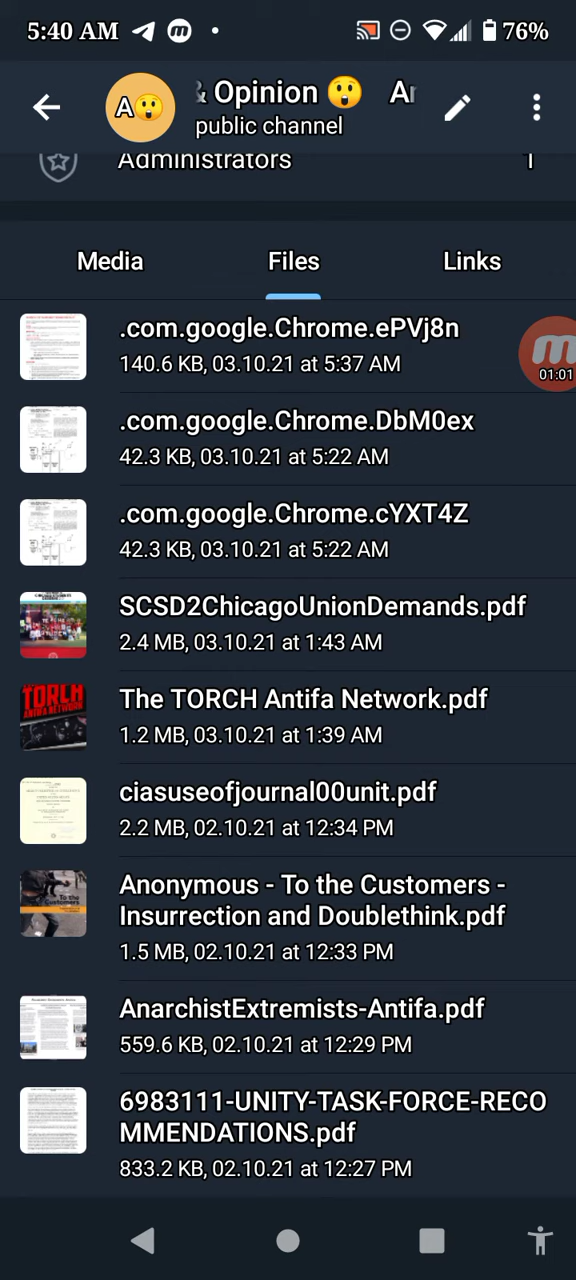 5:40 AM
76%
A😲
& Opinion 😲
public channel
Administrators
1
Media
Files
Links
.com.google.Chrome.ePVj8n
140.6 KB, 03.10.21 at 5:37 AM
01:01
.com.google.Chrome.DbM0ex
42.3 KB, 03.10.21 at 5:22 AM
.com.google.Chrome.cYXT4Z
42.3 KB, 03.10.21 at 5:22 AM
SCSD2ChicagoUnionDemands.pdf
2.4 MB, 03.10.21 at 1:43 AM
TORCH
ANTIFA NETWORK
The TORCH Antifa Network.pdf
1.2 MB, 03.10.21 at 1:39 AM
ciasuseofjournal00unit.pdf
2.2 MB, 02.10.21 at 12:34 PM
To the
Customers
Anonymous - To the Customers -
Insurrection and Doublethink.pdf
1.5 MB, 02.10.21 at 12:33 PM
AnarchistExtremists-Antifa.pdf
559.6 KB, 02.10.21 at 12:29 PM
6983111-UNITY-TASK-FORCE-RECO
MMENDATIONS.pdf
833.2 KB, 02.10.21 at 12:27 PM